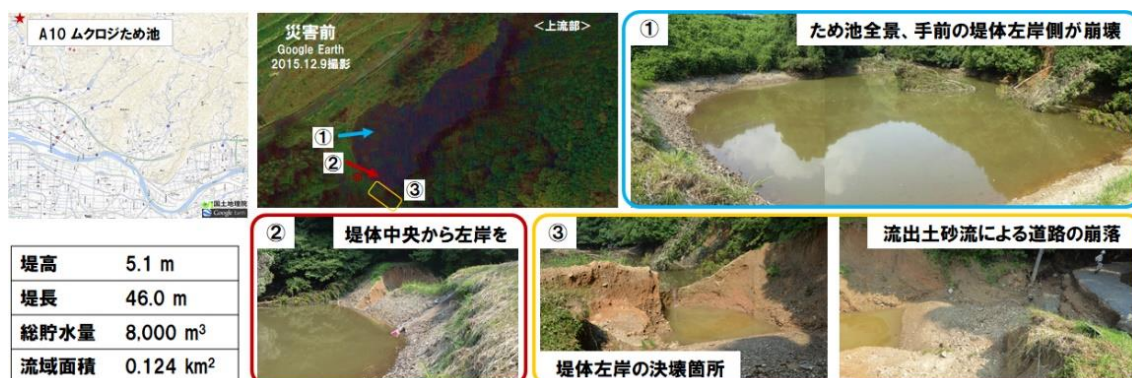 A10 ムクロジため池
国土地理院
Google Earth
災害前
Google Earth
2015.12.9撮影
<上流部>
①
②
③
①
ため池全景、手前の堤体左岸側が崩壊
堤高 5.1 m
堤長 46.0 m
総貯水量 8,000 m³
流域面積 0.124 km²
②
堤体中央から左岸を
③
堤体左岸の決壊箇所
流出土砂流による道路の崩落